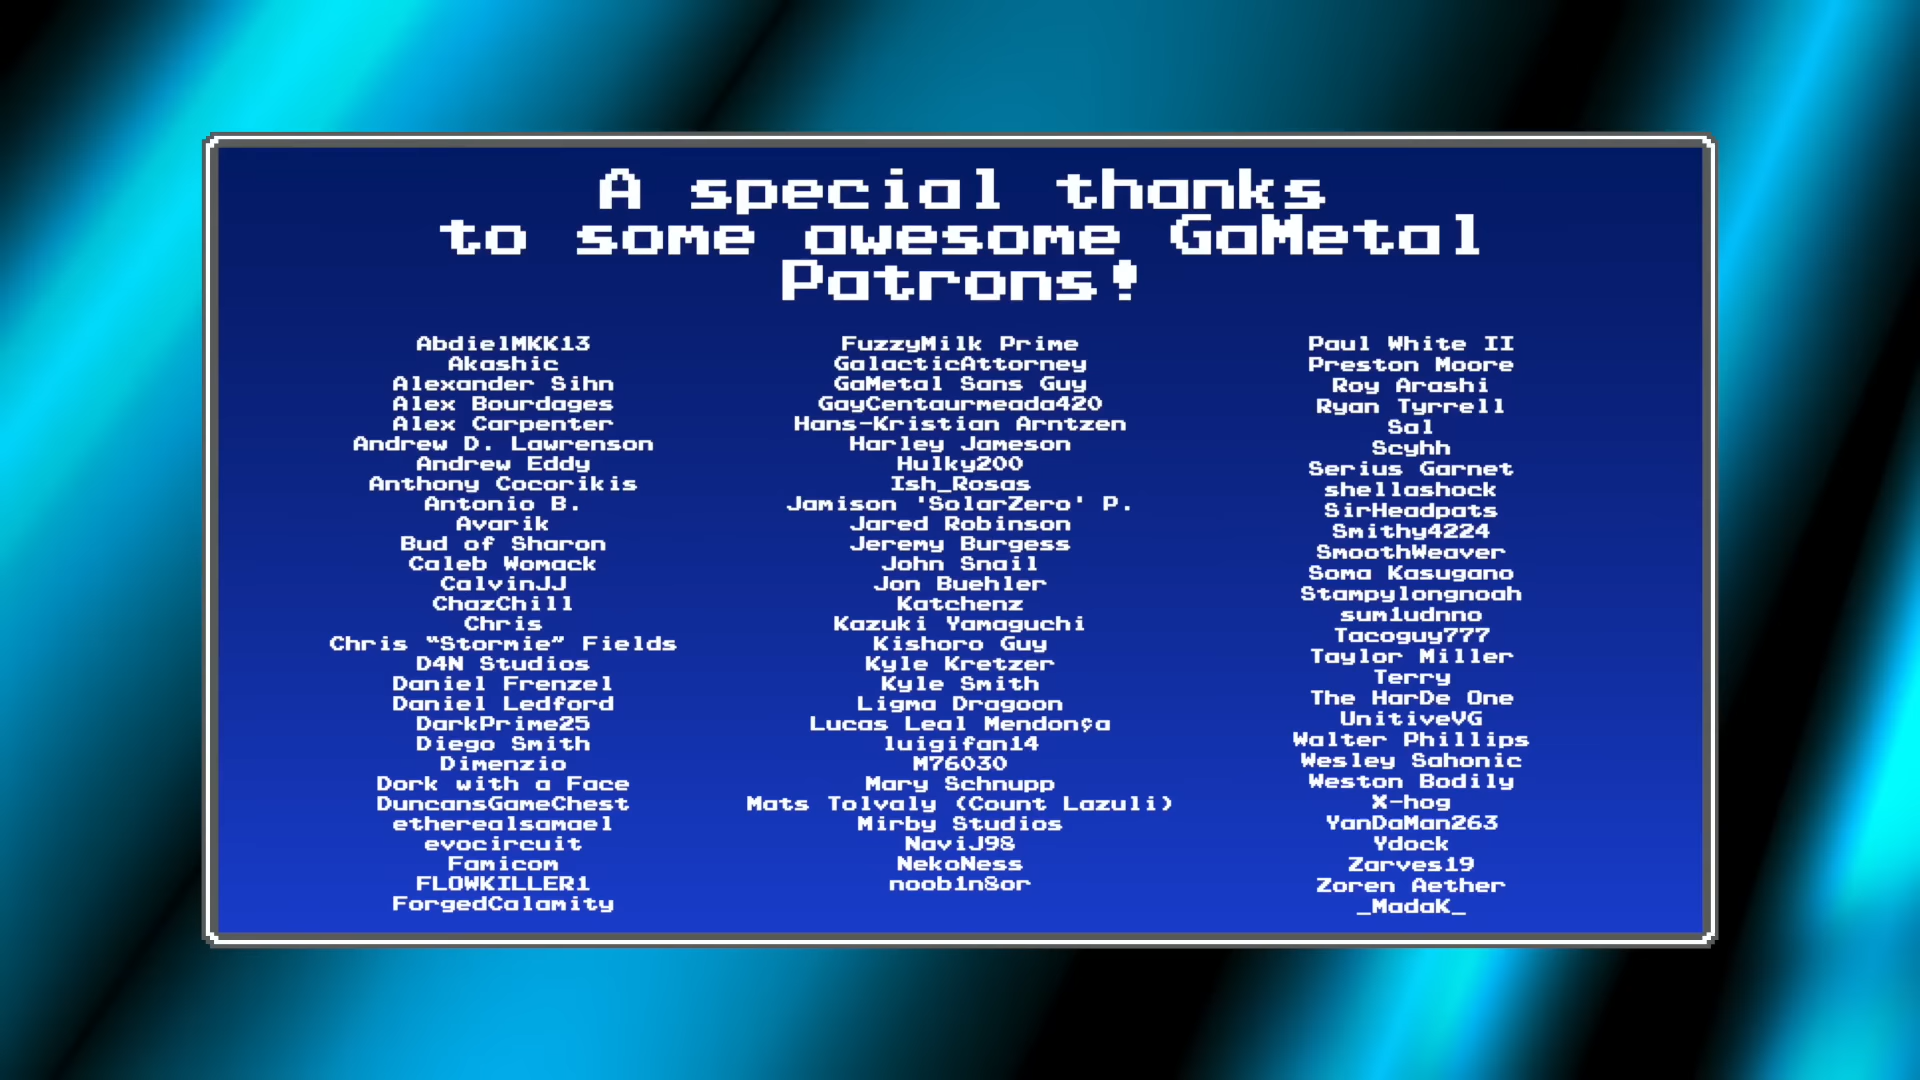 A special thanks
to some awesome GaMetal
Patrons!
AbdielMKK13
Akashic
Alexander Sihn
Alex Bourdages
Alex Carpenter
Andrew D. Lawrenson
Andrew Eddy
Anthony Cocorikis
Antonio B.
Avarik
Bud of Sharon
Caleb Womack
CalvinJJ
ChazChill
Chris
Chris “Stormie” Fields
D4N Studios
Daniel Frenzel
Daniel Ledford
DarkPrime25
Diego Smith
Dimenzio
Dork with a Face
DuncansGameChest
etherealsamael
evocircuit
Famicom
FLOWKILLER1
ForgedCalamity
FuzzyMilk Prime
GalacticAttorney
GaMetal Sans Guy
GayCentaurmeada420
Hans-Kristian Arntzen
Harley Jameson
Hulky200
Ish_Rosas
Jamison 'SolarZero' P.
Jared Robinson
Jeremy Burgess
John Snail
Jon Buehler
Katchenz
Kazuki Yamaguchi
Kishoro Guy
Kyle Kretzer
Kyle Smith
Ligma Dragoon
Lucas Leal Mendonça
luigifan14
M76030
Mary Schnupp
Mats Tolvaly (Count Lazuli)
Mirby Studios
NaviJ98
NekoNess
noob1n8or
Paul White II
Preston Moore
Roy Arashi
Ryan Tyrrell
Sal
Scyhh
Serius Garnet
shellashock
SirHeadpats
Smithy4224
SmoothWeaver
Soma Kasugano
Stampylongnoah
sum1udnno
Tacoguy777
Taylor Miller
Terry
The HarDe One
UnitiveVG
Walter Phillips
Wesley Sahonic
Weston Bodily
X-hog
YanDaMan263
Ydock
Zarves19
Zoren Aether
_MadaK_